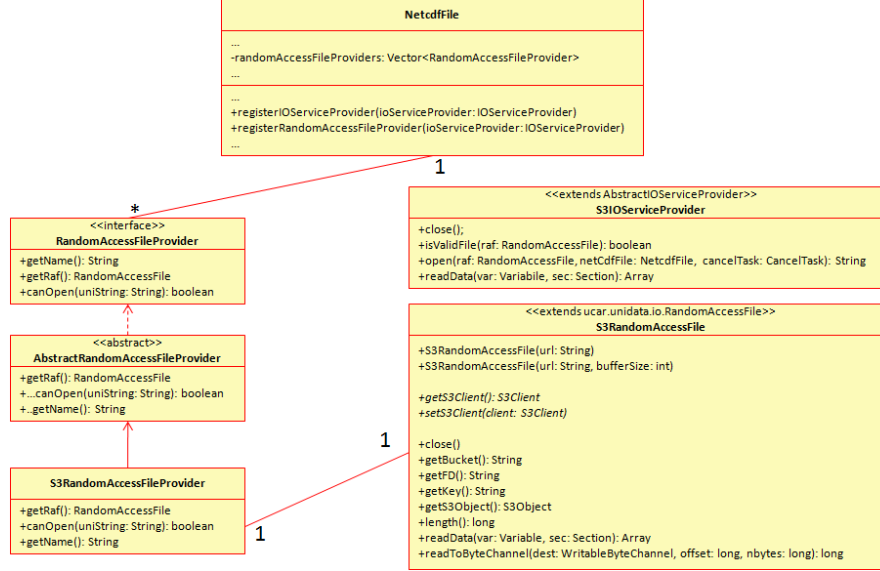 NetcdfFile
...
-randomAccessFileProviders: Vector<RandomAccessFileProvider>
...
...
+registerIOServiceProvider(ioServiceProvider: IOServiceProvider)
+registerRandomAccessFileProvider(ioServiceProvider: IOServiceProvider)
...
1
*
<<interface>>
RandomAccessFileProvider
+getName(): String
+getRaf(): RandomAccessFile
+canOpen(uniString: String): boolean
<<extends AbstractIOServiceProvider>>
S3IOServiceProvider
+close();
+isValidFile(raf: RandomAccessFile): boolean
+open(raf: RandomAccessFile, netCdfFile: NetcdfFile, cancelTask: CancelTask): String
+readData(var: Variabile, sec: Section): Array
<<abstract>>
AbstractRandomAccessFileProvider
+getRaf(): RandomAccessFile
+...canOpen(uniString: String): boolean
+..getName(): String
<<extends ucar.unidata.io.RandomAccessFile>>
S3RandomAccessFile
+S3RandomAccessFile(url: String)
+S3RandomAccessFile(url: String, bufferSize: int)
+getS3Client(): S3Client
+setS3Client(client: S3Client)
+close()
+getBucket(): String
+getFD(): String
+getKey(): String
+getS3Object(): S3Object
+length(): long
+readData(var: Variable, sec: Section): Array
+readToByteChannel(dest: WritableByteChannel, offset: long, nbytes: long): long
1
S3RandomAccessFileProvider
+getRaf(): RandomAccessFile
+canOpen(uniString: String): boolean
+getName(): String
1